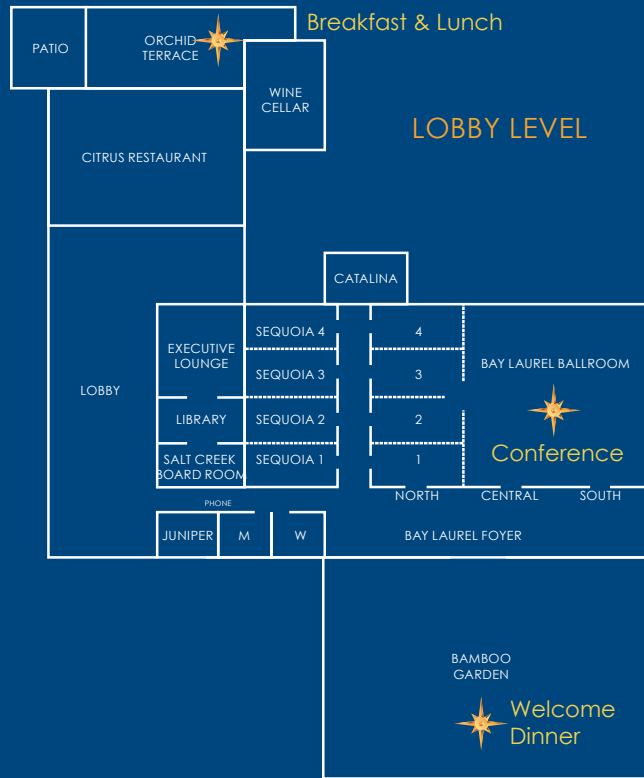 Breakfast & Lunch
PATIO
ORCHID
TERRACE
WINE
CELLAR
LOBBY LEVEL
CITRUS RESTAURANT
CATALINA
SEQUOIA 4
4
EXECUTIVE
LOUNGE
BAY LAUREL BALLROOM
SEQUOIA 3
3
LOBBY
LIBRARY
SEQUOIA 2
2
Conference
SALT CREEK
BOARD ROOM
SEQUOIA 1
1
NORTH
CENTRAL
SOUTH
PHONE
JUNIPER
M
W
BAY LAUREL FOYER
BAMBOO
GARDEN
Welcome
Dinner